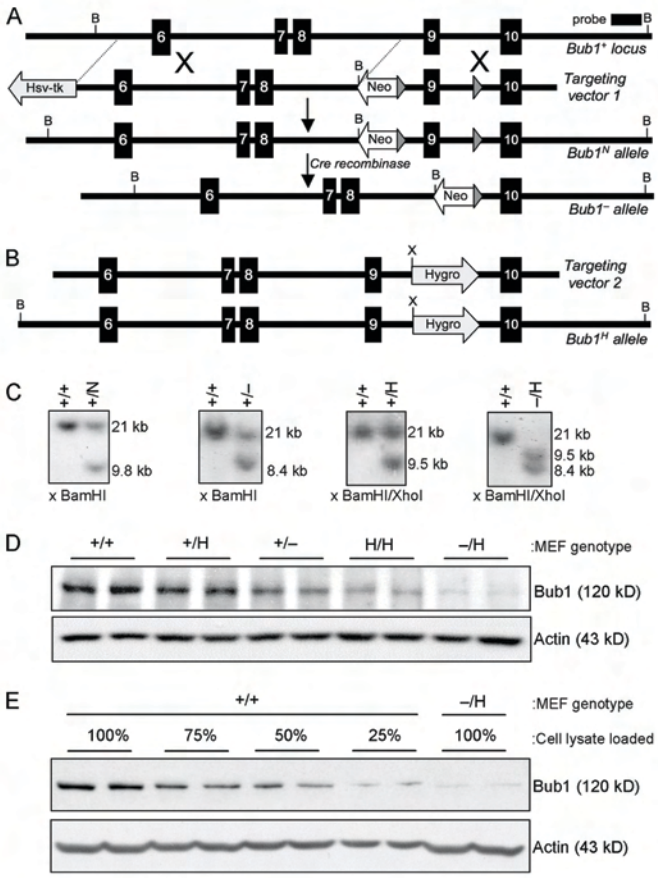 A
B B
6 7 8 9 10
probe
Bub1+ locus
X X
Hsv-tk 6 7 8 B Neo 9 10
Targeting
vector 1
B B B
6 7 8 Neo 9 10
Bub1N allele
Cre recombinase
B B B
6 7 8 Neo 10
Bub1– allele
B
X
6 7 8 9 Hygro 10
Targeting
vector 2
B X B
6 7 8 9 Hygro 10
Bub1H allele
C
+/+ +/N
21 kb
9.8 kb
x BamHI
+/+ +/–
21 kb
8.4 kb
x BamHI
+/+ +/H
21 kb
9.5 kb
x BamHI/XhoI
+/+ –/H
21 kb
9.5 kb
8.4 kb
x BamHI/XhoI
D
+/+ +/H +/– H/H –/H :MEF genotype
Bub1 (120 kD)
Actin (43 kD)
E
+/+ –/H :MEF genotype
100% 75% 50% 25% 100% :Cell lysate loaded
Bub1 (120 kD)
Actin (43 kD)